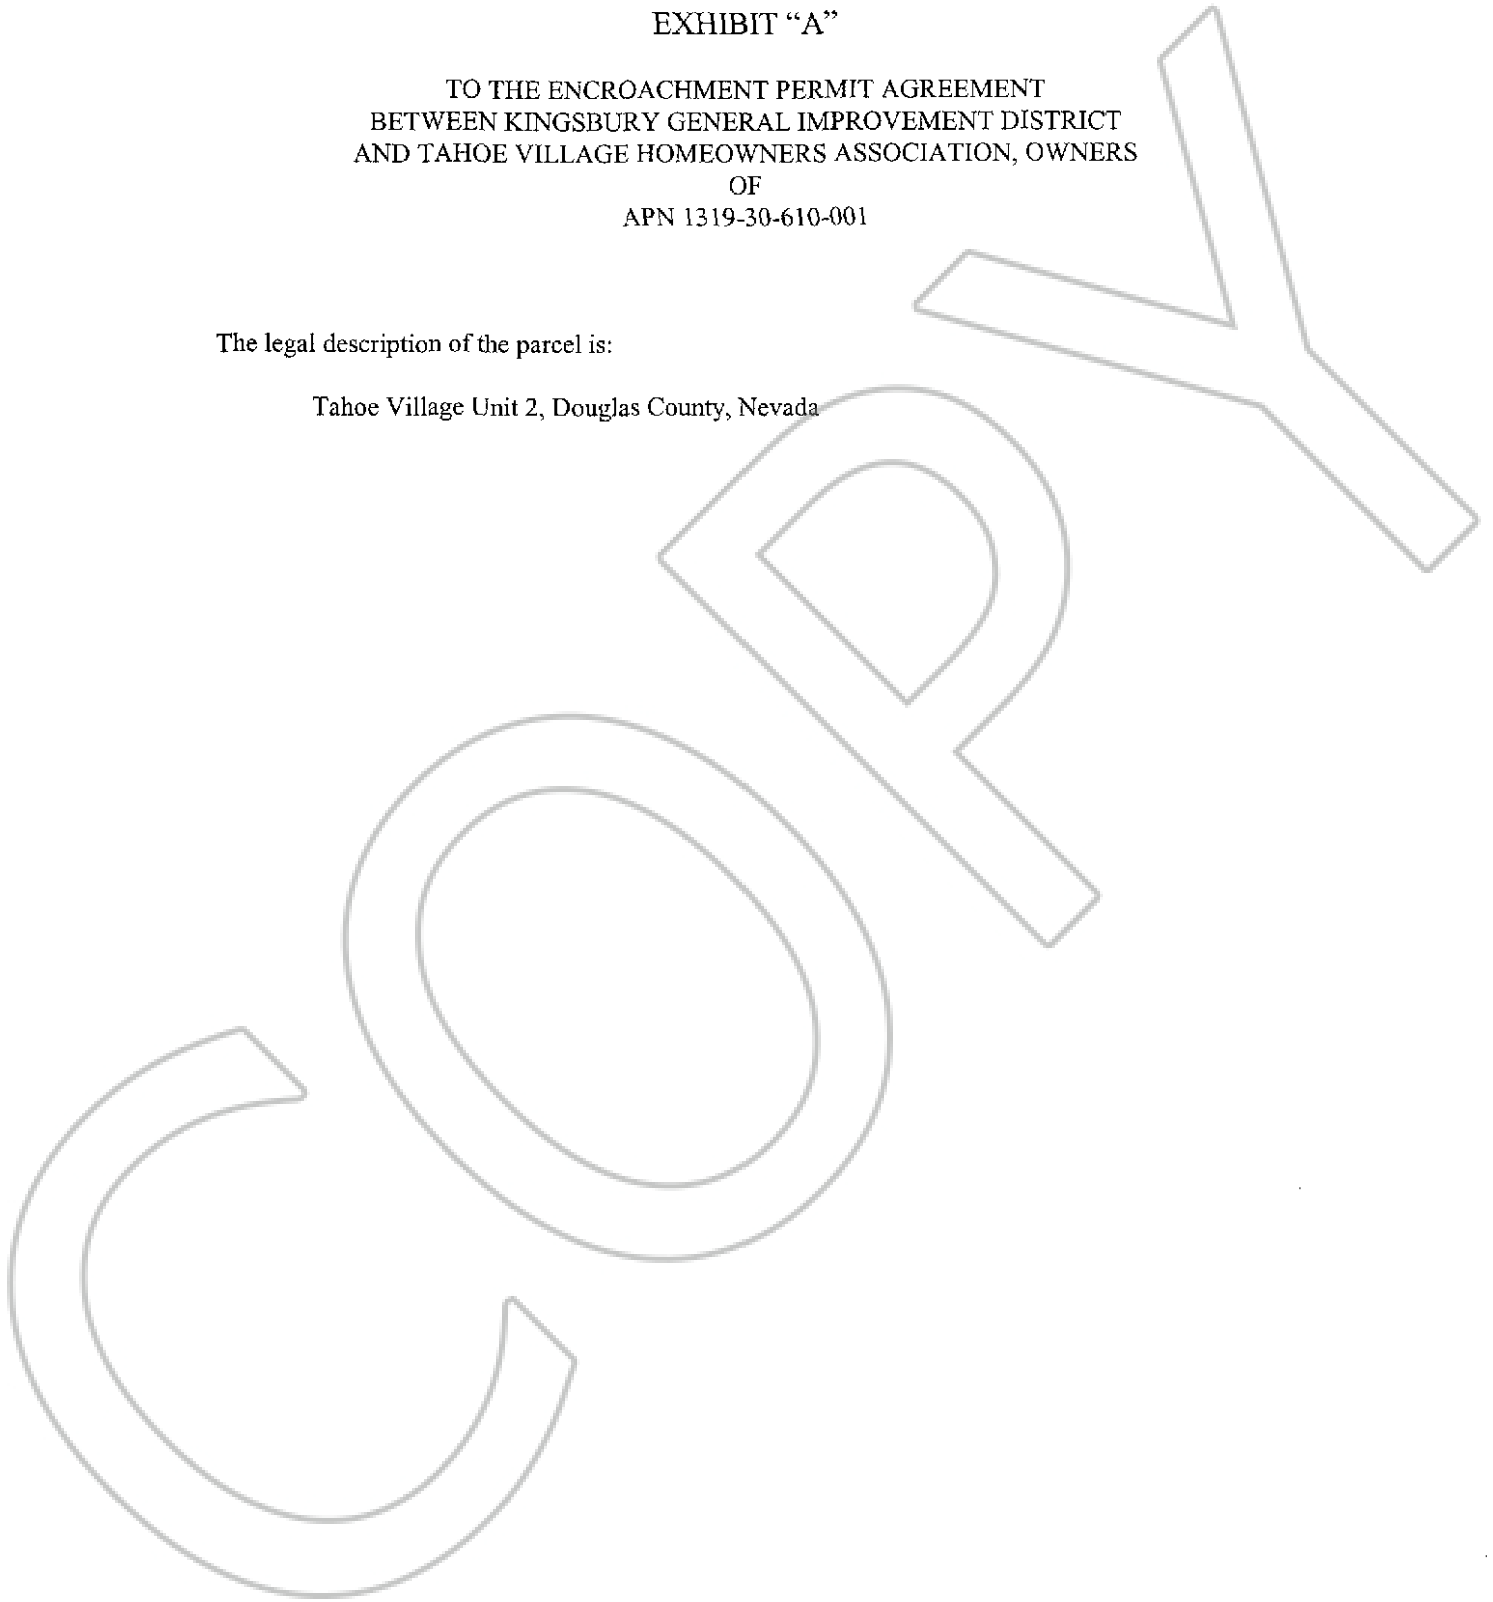 EXHIBIT “A”
TO THE ENCROACHMENT PERMIT AGREEMENT
BETWEEN KINGSBURY GENERAL IMPROVEMENT DISTRICT
AND TAHOE VILLAGE HOMEOWNERS ASSOCIATION, OWNERS
OF
APN 1319-30-610-001
The legal description of the parcel is:
Tahoe Village Unit 2, Douglas County, Nevada
COPY